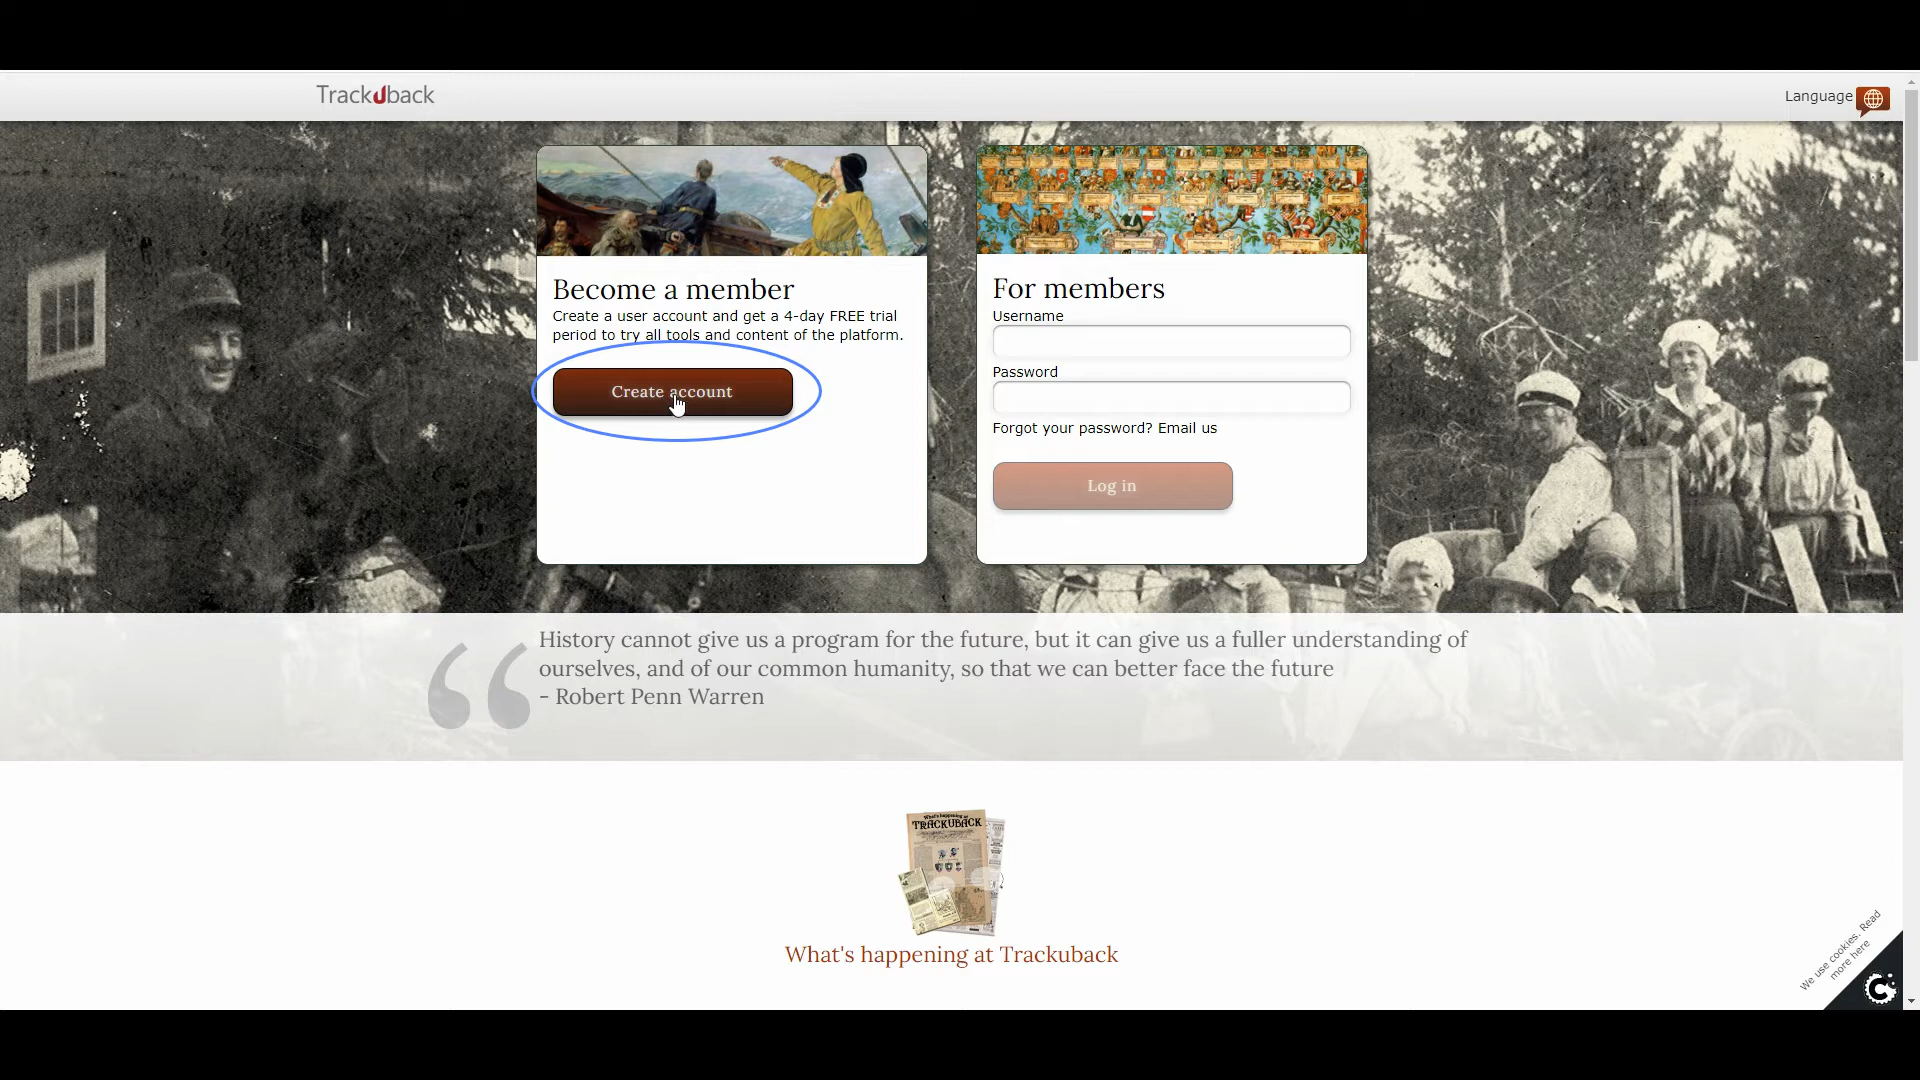 TrackUback
Language
Become a member
Create a user account and get a 4-day FREE trial
period to try all tools and content of the platform.
Create account
For members
Username
Password
Forgot your password? Email us
Log in
History cannot give us a program for the future, but it can give us a fuller understanding of
ourselves, and of our common humanity, so that we can better face the future
- Robert Penn Warren
What's happening at
TRACKUBACK
What's happening at Trackuback
We use cookies. Read
more here